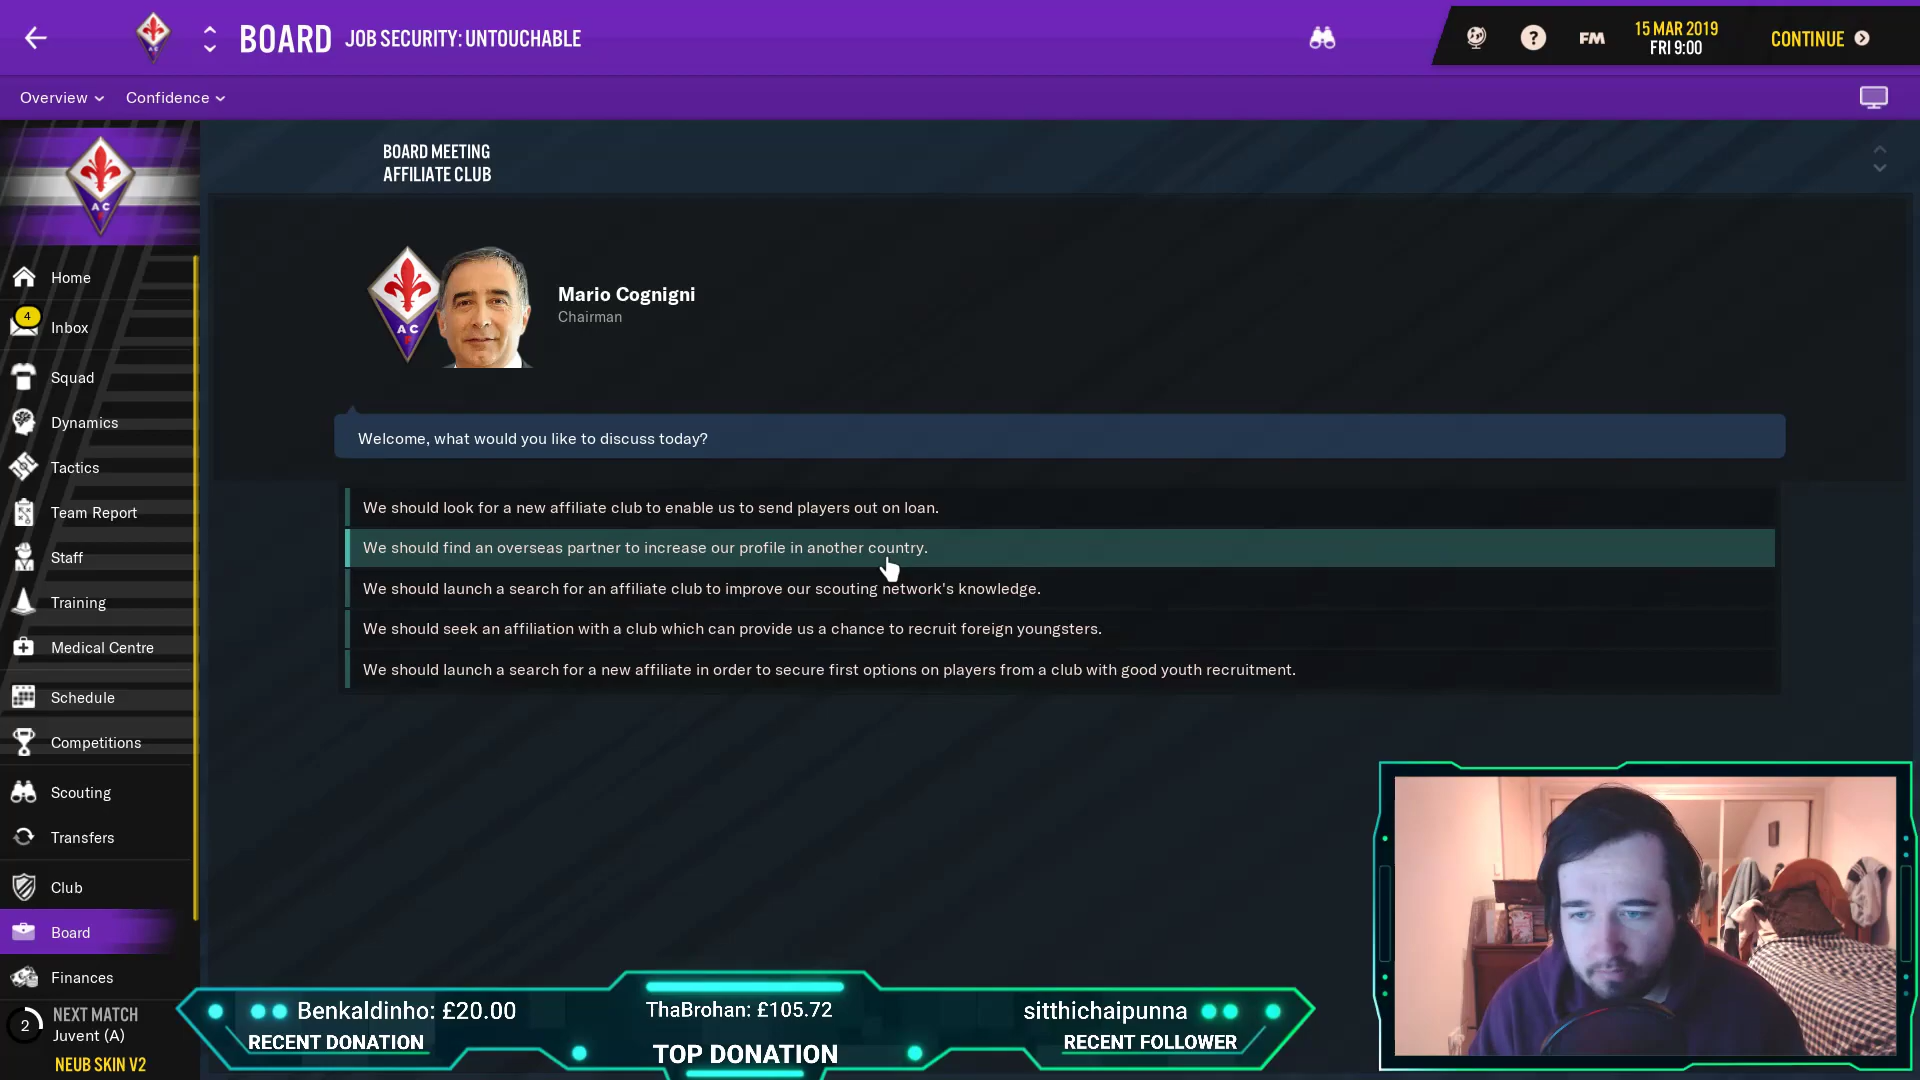 BOARD JOB SECURITY: UNTOUCHABLE
FM
15 MAR 2019
FRI 9:00
CONTINUE
Overview
Confidence
AC
BOARD MEETING
AFFILIATE CLUB
AC
Mario Cognigni
Chairman
Welcome, what would you like to discuss today?
We should look for a new affiliate club to enable us to send players out on loan.
We should find an overseas partner to increase our profile in another country.
We should launch a search for an affiliate club to improve our scouting network's knowledge.
We should seek an affiliation with a club which can provide us a chance to recruit foreign youngsters.
We should launch a search for a new affiliate in order to secure first options on players from a club with good youth recruitment.
Home
4
Inbox
Squad
Dynamics
Tactics
Team Report
Staff
Training
Medical Centre
Schedule
Competitions
Scouting
Transfers
Club
Board
Finances
2
NEXT MATCH
Juvent (A)
NEUB SKIN V2
Benkaldinho: £20.00
RECENT DONATION
ThaBrohan: £105.72
TOP DONATION
sitthichaipunna
RECENT FOLLOWER